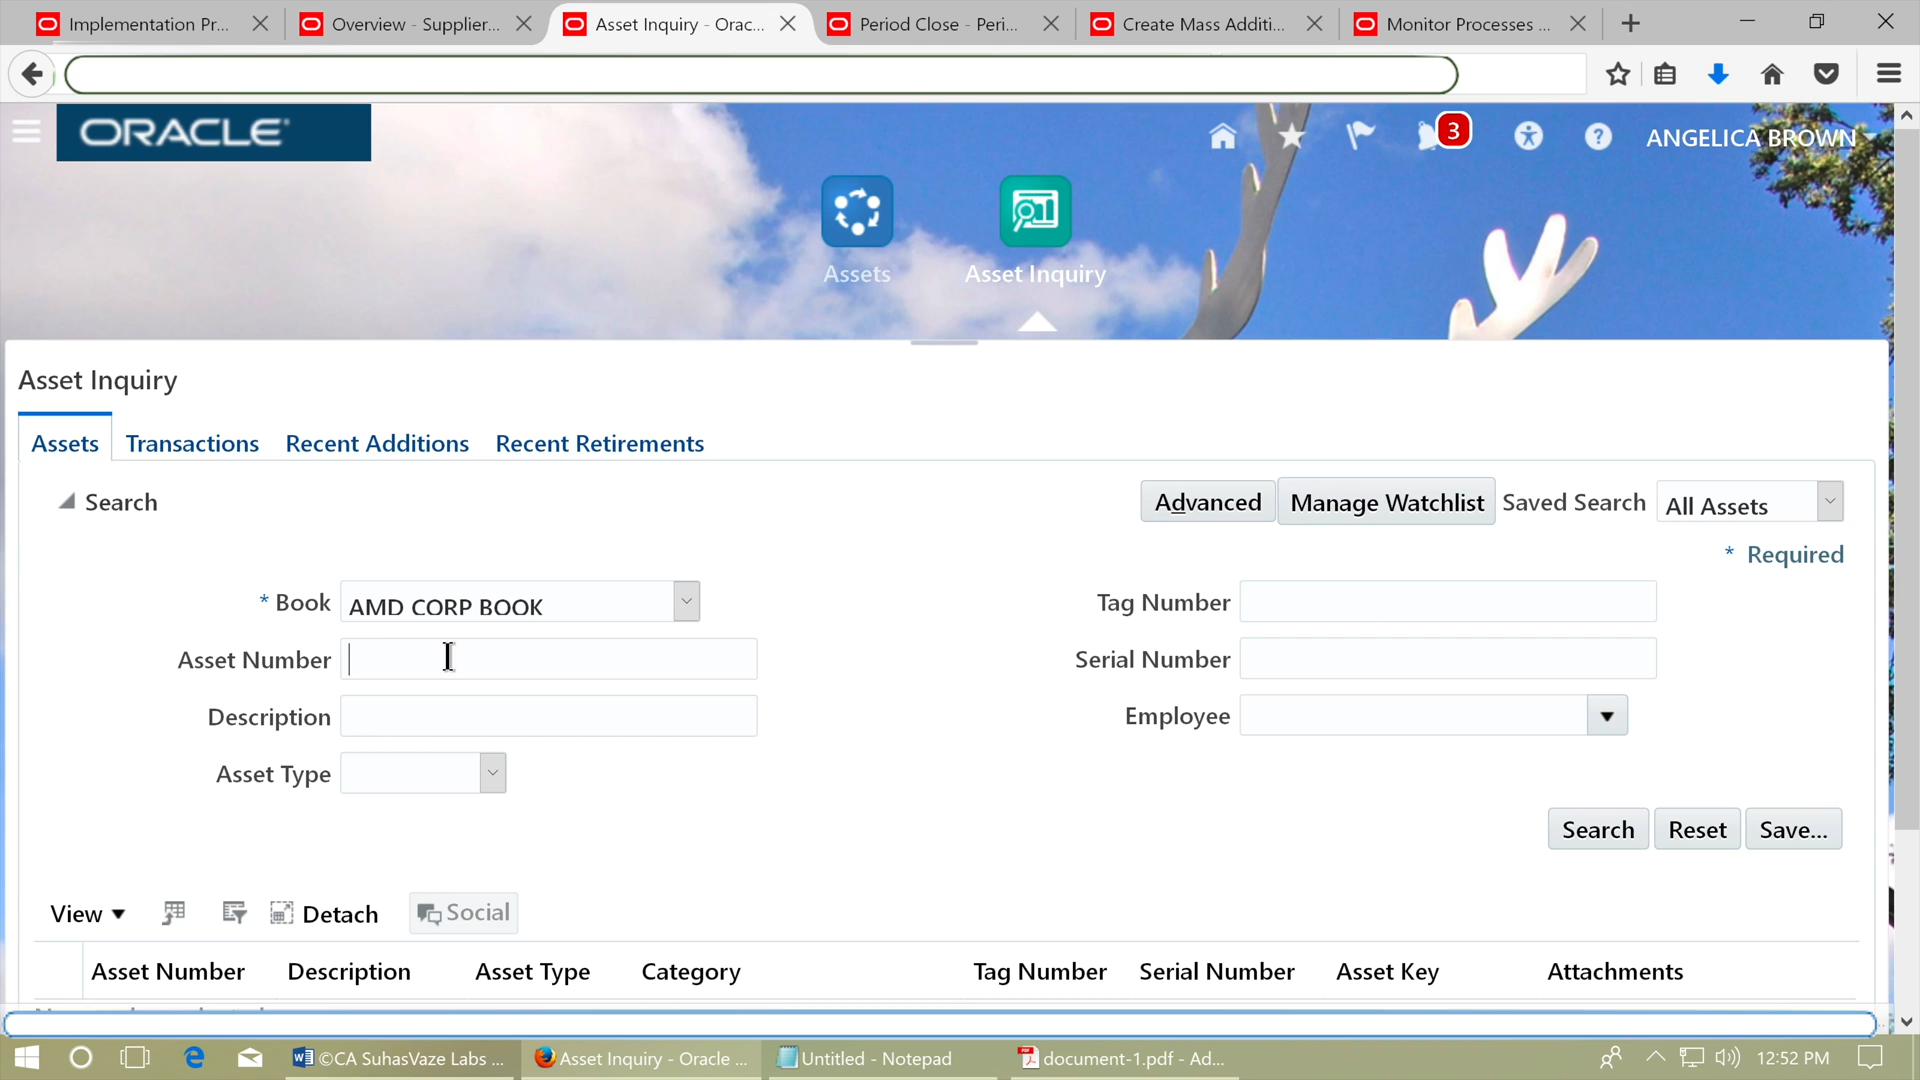 Implementation Pr...
Overview - Supplier...
Asset Inquiry - Orac...
Period Close - Peri...
Create Mass Additi...
Monitor Processes ...
ORACLE
3
ANGELICA BROWN
Assets
Asset Inquiry
Asset Inquiry
Assets
Transactions
Recent Additions
Recent Retirements
Search
Advanced
Manage Watchlist
Saved Search
All Assets
* Required
* Book
AMD CORP BOOK
Tag Number
Asset Number
Serial Number
Description
Employee
Asset Type
Search
Reset
Save...
View
Detach
Social
Asset Number
Description
Asset Type
Category
Tag Number
Serial Number
Asset Key
Attachments
©CA SuhasVaze Labs ...
Asset Inquiry - Oracle ...
Untitled - Notepad
document-1.pdf - Ad...
12:52 PM